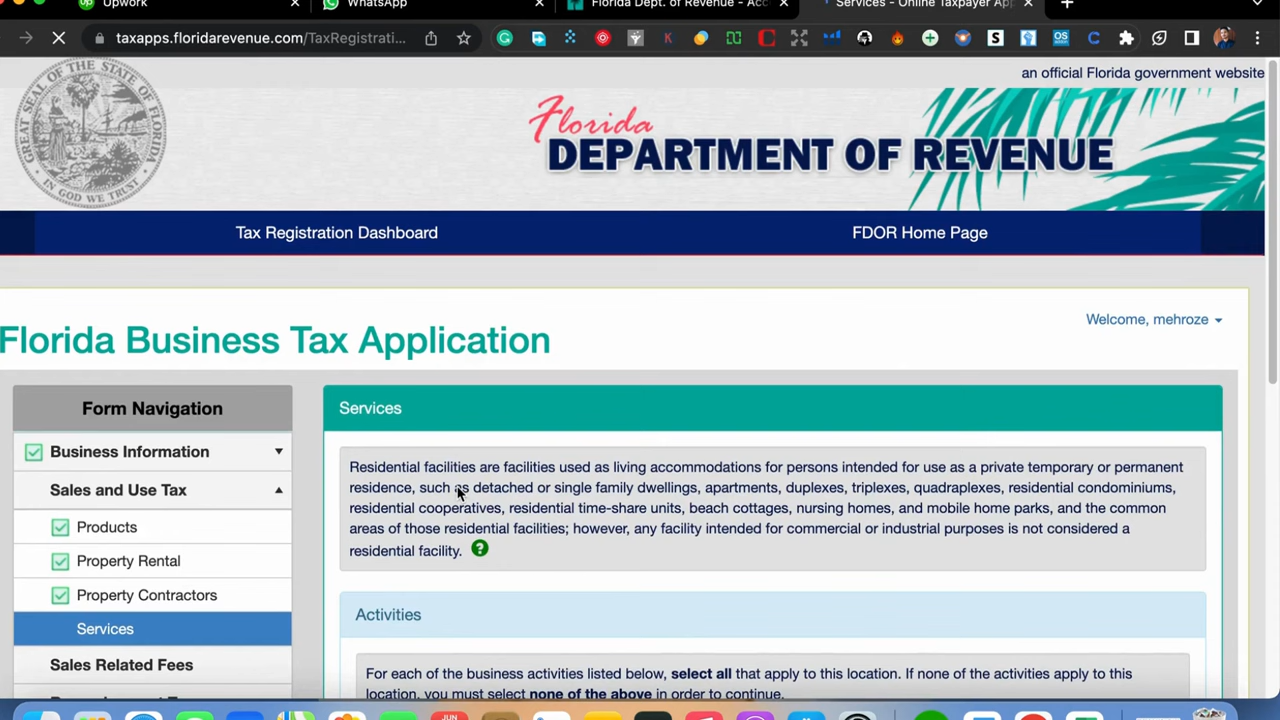 Upwork
WhatsApp
Florida Dept. of Revenue - Acc
Services - Online Taxpayer App
taxapps.floridarevenue.com/TaxRegistrati...
an official Florida government website
Florida
DEPARTMENT OF REVENUE
Tax Registration Dashboard
FDOR Home Page
Welcome, mehroze
Florida Business Tax Application
Form Navigation
Business Information
Sales and Use Tax
Products
Property Rental
Property Contractors
Services
Sales Related Fees
Services
Residential facilities are facilities used as living accommodations for persons intended for use as a private temporary or permanent
residence, such as detached or single family dwellings, apartments, duplexes, triplexes, quadraplexes, residential condominiums,
residential cooperatives, residential time-share units, beach cottages, nursing homes, and mobile home parks, and the common
areas of those residential facilities; however, any facility intended for commercial or industrial purposes is not considered a
residential facility. ?
Activities
For each of the business activities listed below, select all that apply to this location. If none of the activities apply to this
location, you must select none of the above in order to continue.
JUN